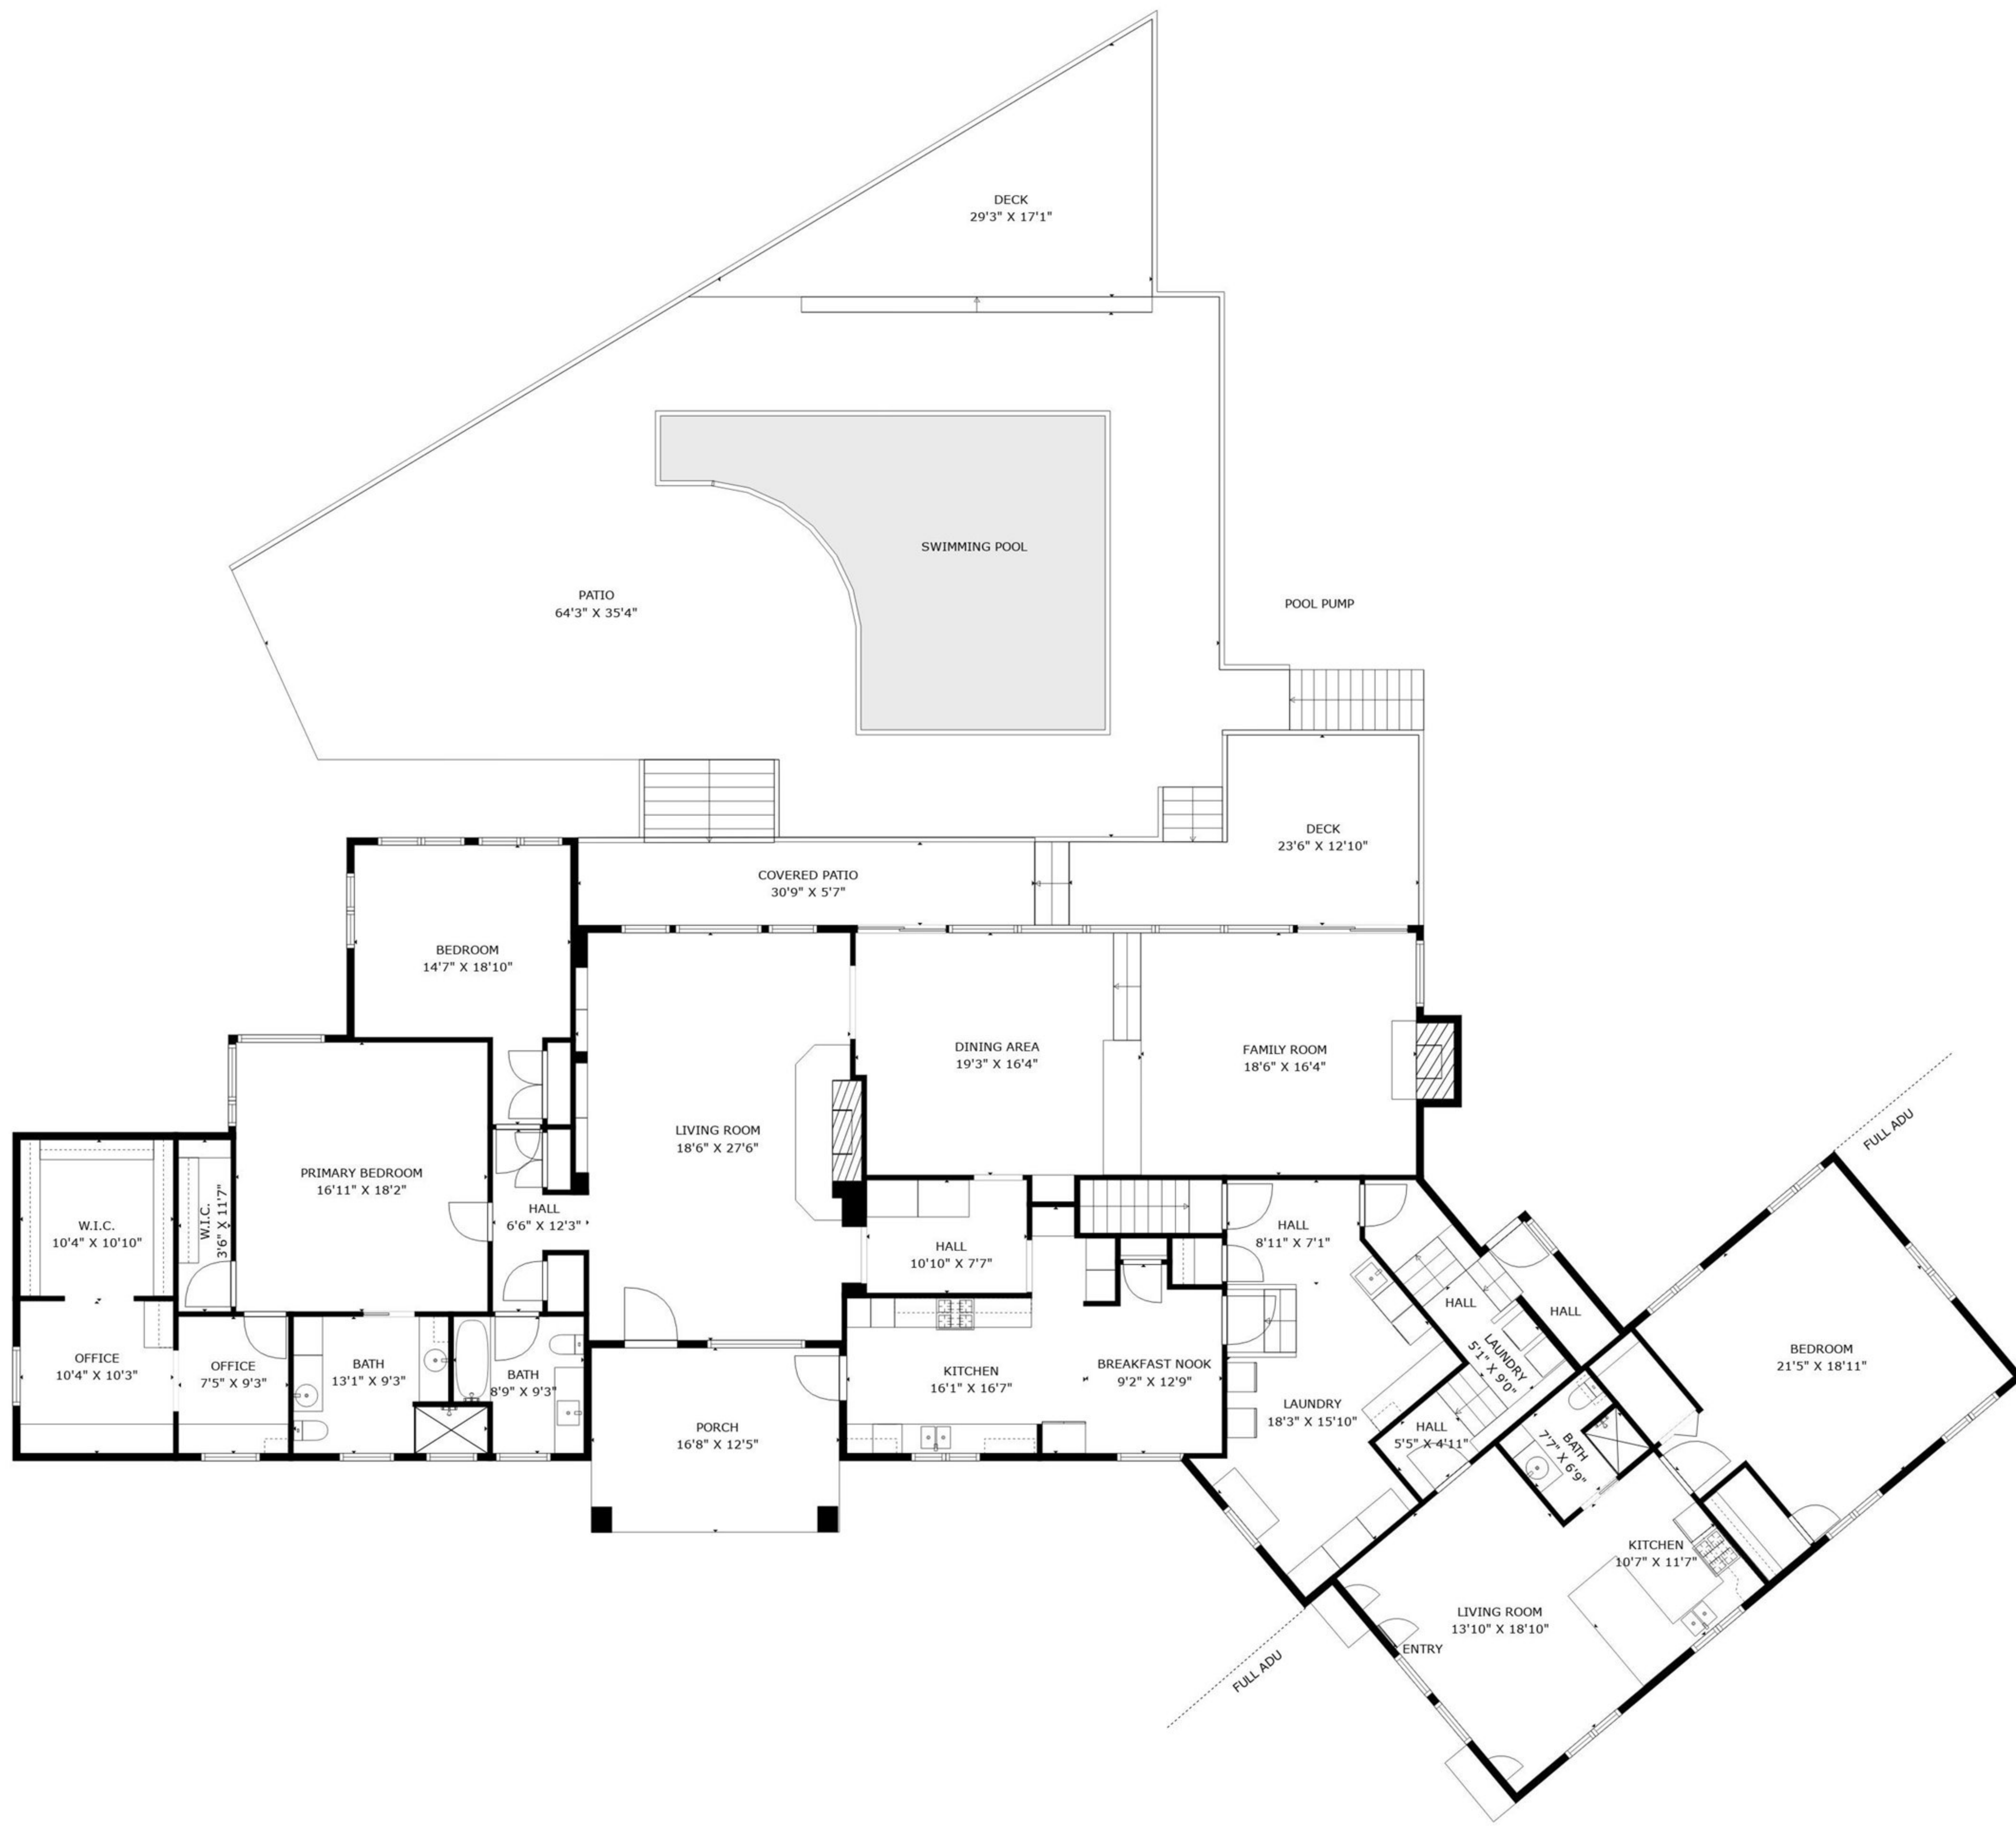 DECK
29'3" X 17'1"
SWIMMING POOL
PATIO
64'3" X 35'4"
POOL PUMP
DECK
23'6" X 12'10"
COVERED PATIO
30'9" X 5'7"
BEDROOM
14'7" X 18'10"
DINING AREA
19'3" X 16'4"
FAMILY ROOM
18'6" X 16'4"
LIVING ROOM
18'6" X 27'6"
PRIMARY BEDROOM
16'11" X 18'2"
W.I.C.
10'4" X 10'10"
W.I.C.
3'6" X 11'7"
HALL
6'6" X 12'3"
HALL
10'10" X 7'7"
HALL
8'11" X 7'1"
HALL
HALL
FULL ADU
OFFICE
10'4" X 10'3"
OFFICE
7'5" X 9'3"
BATH
13'1" X 9'3"
BATH
8'9" X 9'3"
KITCHEN
16'1" X 16'7"
BREAKFAST NOOK
9'2" X 12'9"
LAUNDRY
5'1" X 9'0"
BEDROOM
21'5" X 18'11"
PORCH
16'8" X 12'5"
LAUNDRY
18'3" X 15'10"
HALL
5'5" X 4'11"
BATH
7'7" X 6'9"
KITCHEN
10'7" X 11'7"
LIVING ROOM
13'10" X 18'10"
ENTRY
FULL ADU